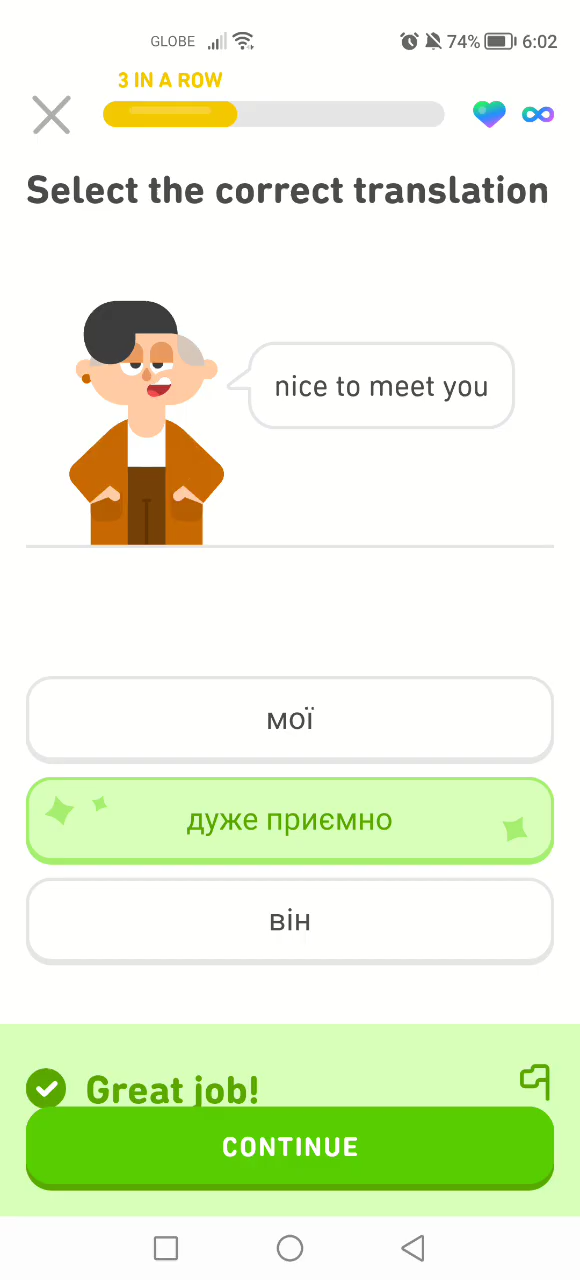 GLOBE
74%
6:02
3 IN A ROW
Select the correct translation
nice to meet you
мої
дуже приємно
він
Great job!
CONTINUE